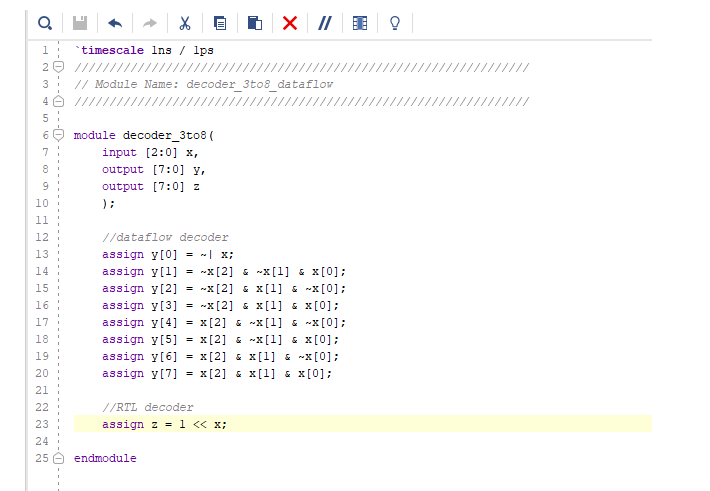 1 `timescale 1ns / 1ps
2 //////////////////////////////////////////////////////////////////
3 // Module Name: decoder_3to8_dataflow
4 //////////////////////////////////////////////////////////////////
5
6 module decoder_3to8(
7 input [2:0] x,
8 output [7:0] y,
9 output [7:0] z
10 );
11
12 //dataflow decoder
13 assign y[0] = ~| x;
14 assign y[1] = ~x[2] & ~x[1] & x[0];
15 assign y[2] = ~x[2] & x[1] & ~x[0];
16 assign y[3] = ~x[2] & x[1] & x[0];
17 assign y[4] = x[2] & ~x[1] & ~x[0];
18 assign y[5] = x[2] & ~x[1] & x[0];
19 assign y[6] = x[2] & x[1] & ~x[0];
20 assign y[7] = x[2] & x[1] & x[0];
21
22 //RTL decoder
23 assign z = 1 << x;
24
25 endmodule